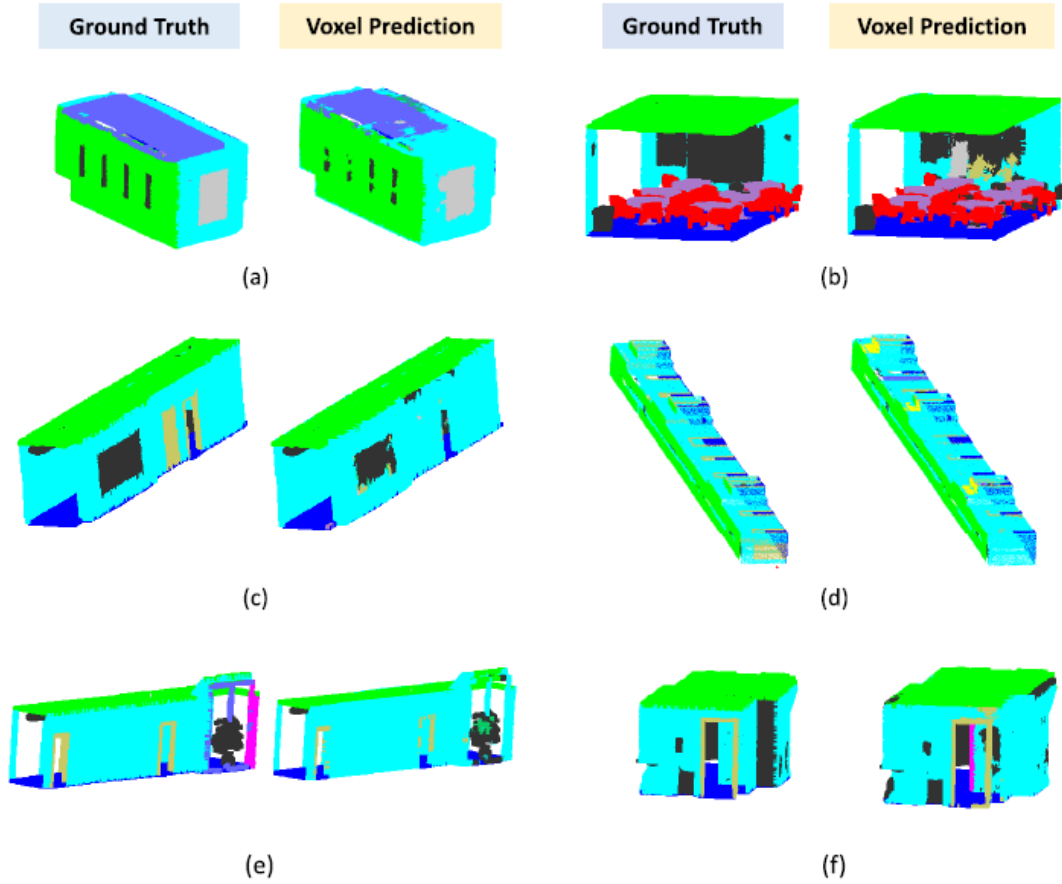 Ground Truth Voxel Prediction Ground Truth Voxel Prediction
(a) (b)
(c) (d)
(e) (f)